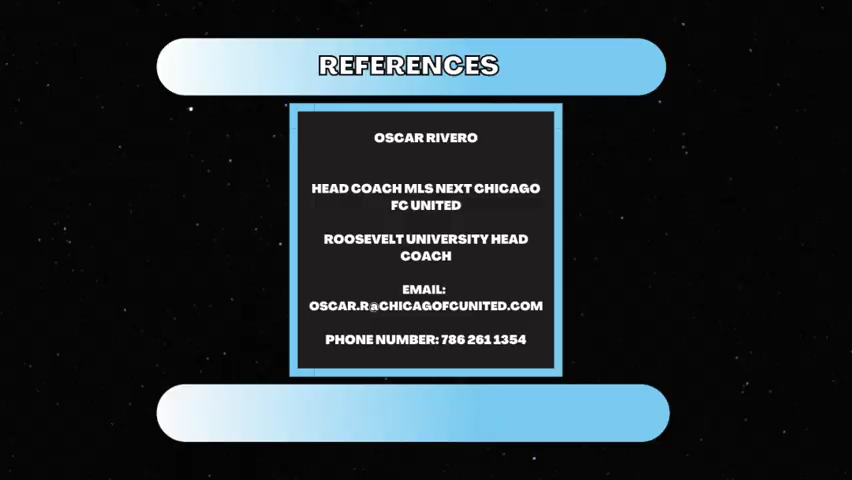 REFERENCES
OSCAR RIVERO
HEAD COACH MLS NEXT CHICAGO
FC UNITED
ROOSEVELT UNIVERSITY HEAD
COACH
EMAIL:
OSCAR.R@CHICAGOFCUNITED.COM
PHONE NUMBER: 786 261 1354